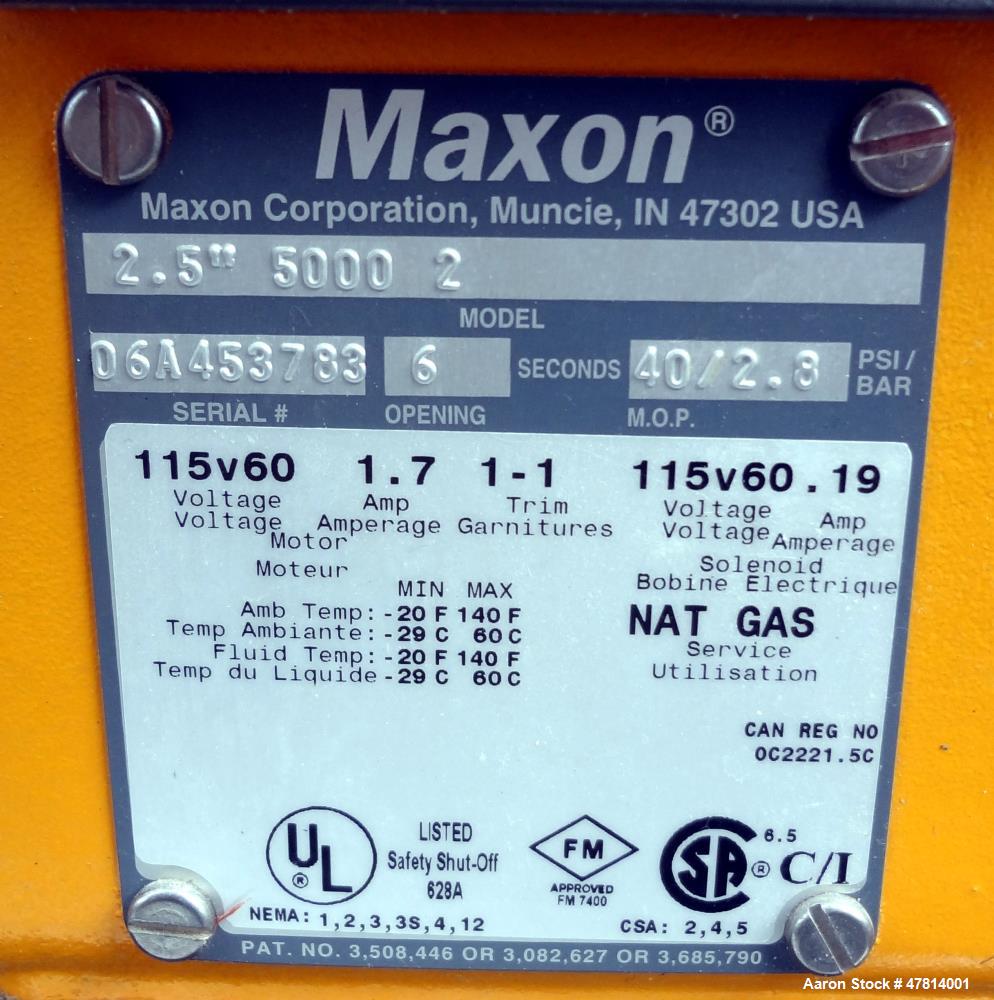 Maxon®
Maxon Corporation, Muncie, IN 47302 USA
2.5" 5000 2
MODEL
06A453783 6 SECONDS 40/2.8 PSI / BAR
SERIAL # OPENING M.O.P.
115v60 1.7 1-1 115v60 .19
Voltage Amp Trim Voltage Amp
Voltage Amperage Garnitures Voltage Amperage
Motor Solenoid
Moteur Bobine Electrique
MIN MAX
Amb Temp: -20 F 140 F
Temp Ambiante: -29 C 60 C
Fluid Temp: -20 F 140 F
Temp du Liquide -29 C 60 C
NAT GAS
Service
Utilisation
CAN REG NO
0C2221.5C
UL®
LISTED
Safety Shut-Off
628A
FM
APPROVED
FM 7400
SA® 6.5 C/I
NEMA: 1,2,3,3S,4,12 CSA: 2,4,5
PAT. NO. 3,508,446 OR 3,082,627 OR 3,685,790
Aaron Stock # 47814001